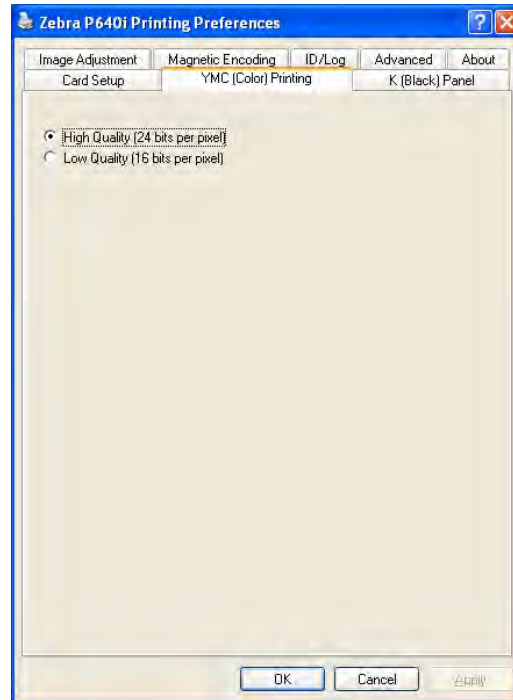 Zebra P640i Printing Preferences
Image Adjustment Magnetic Encoding ID/Log Advanced About
Card Setup YMC (Color) Printing K (Black) Panel
High Quality (24 bits per pixel)
Low Quality (16 bits per pixel)
OK Cancel Apply